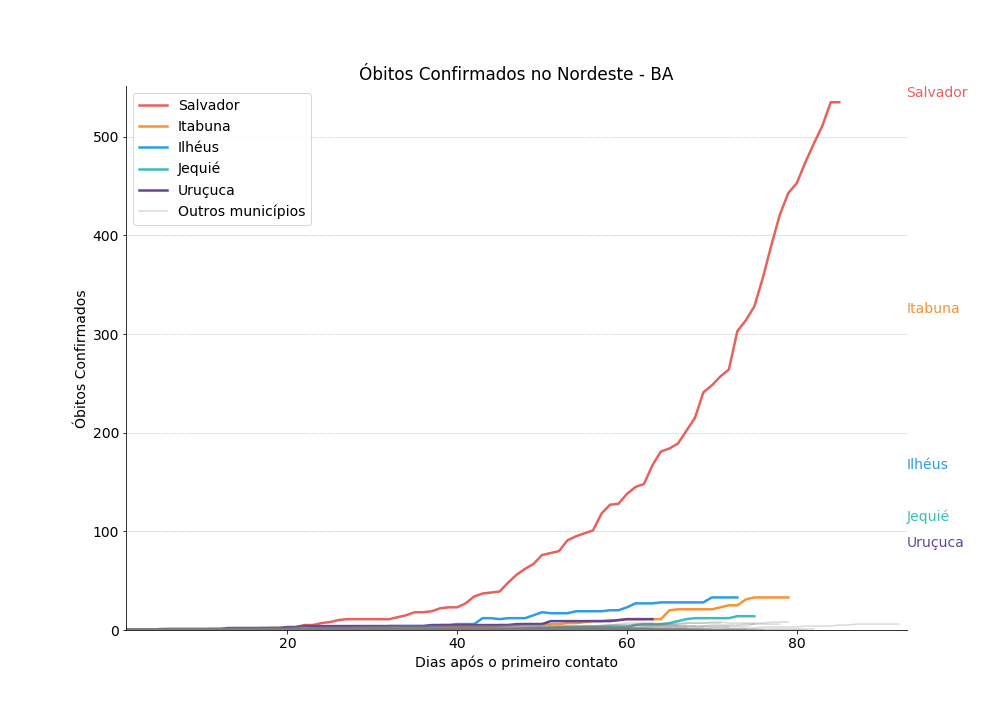 Óbitos Confirmados no Nordeste - BA
Salvador
Itabuna
Ilhéus
Jequié
Uruçuca
Outros municípios
Salvador
Itabuna
Ilhéus
Jequié
Uruçuca
Óbitos Confirmados
500
400
300
200
100
0
20
40
60
80
Dias após o primeiro contato